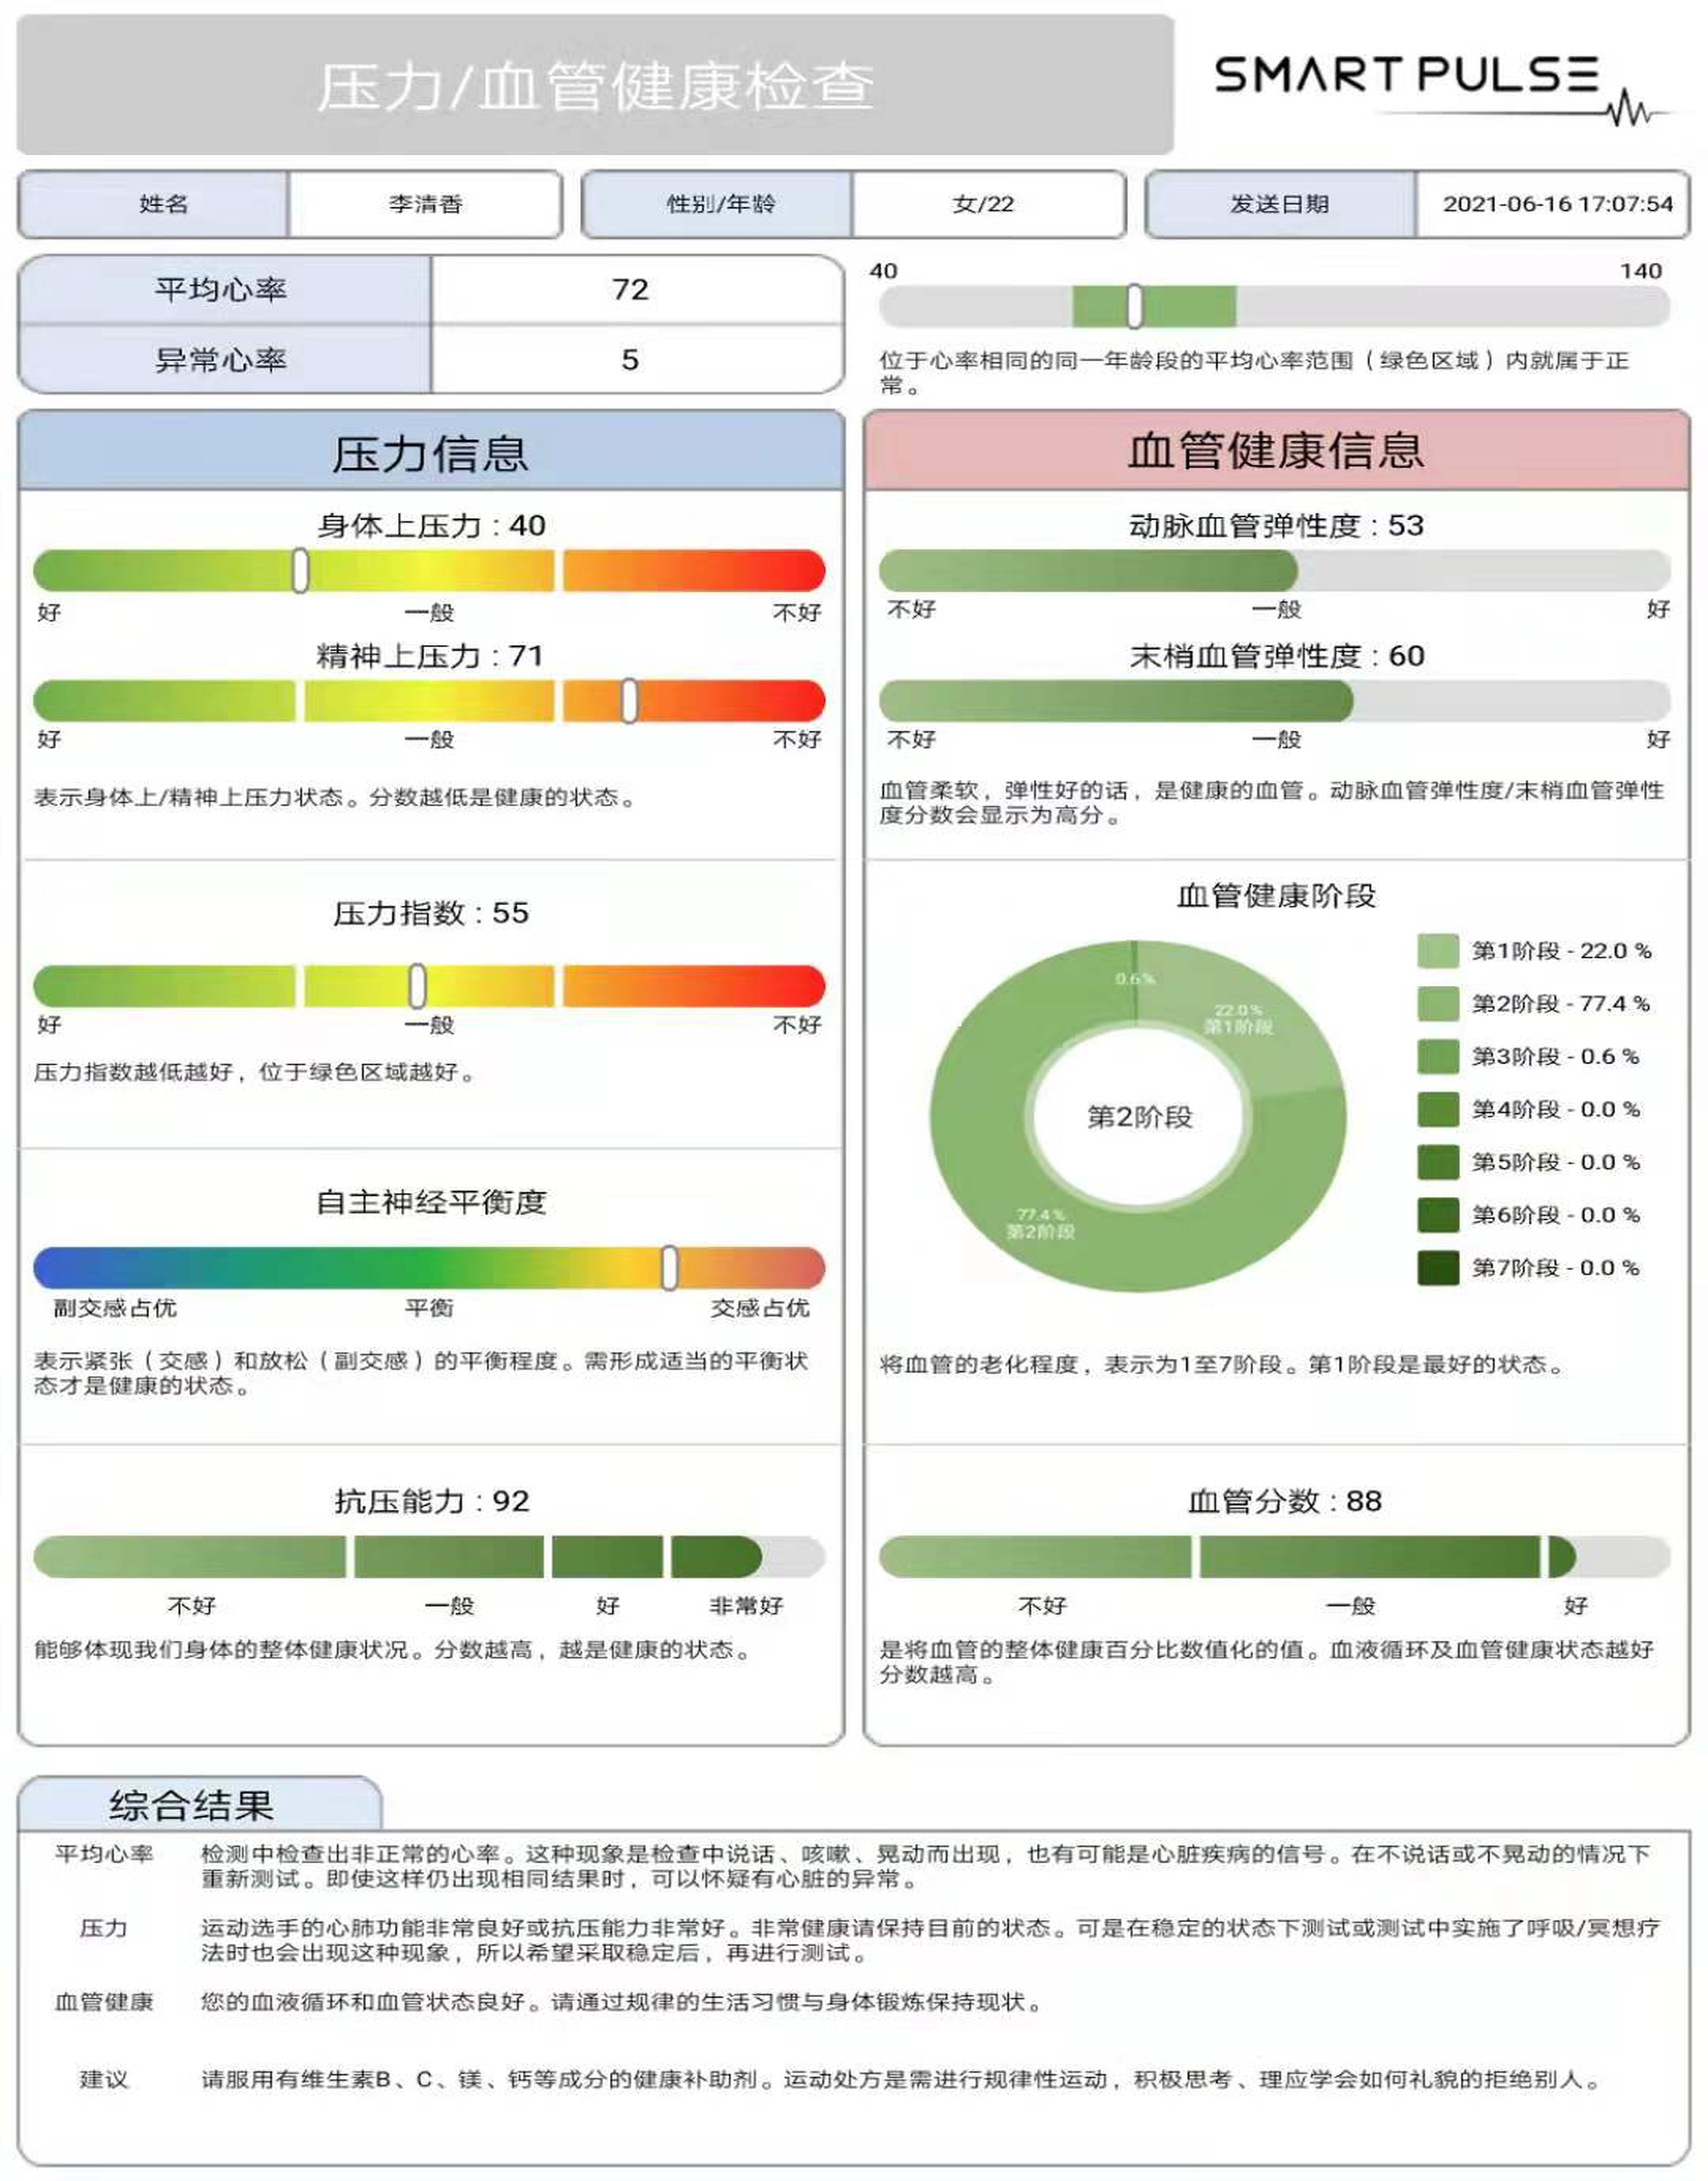 压力/血管健康检查
SMART PULSE
姓名 李清香 性别/年龄 女/22 发送日期 2021-06-16 17:07:54
平均心率 72
异常心率 5
40 140
位于心率相同的同一年龄段的平均心率范围（绿色区域）内就属于正
常。
压力信息
身体上压力 : 40
好 一般 不好
精神上压力 : 71
好 一般 不好
表示身体上/精神上压力状态。分数越低是健康的状态。
压力指数 : 55
好 一般 不好
压力指数越低越好，位于绿色区域越好。
自主神经平衡度
副交感占优 平衡 交感占优
表示紧张（交感）和放松（副交感）的平衡程度。需形成适当的平衡状
态才是健康的状态。
抗压能力 : 92
不好 一般 好 非常好
能够体现我们身体的整体健康状况。分数越高，越是健康的状态。
血管健康信息
动脉血管弹性度 : 53
不好 一般 好
末梢血管弹性度 : 60
不好 一般 好
血管柔软，弹性好的话，是健康的血管。动脉血管弹性度/末梢血管弹性
度分数会显示为高分。
血管健康阶段
0.6%
22.0%
第1阶段
第2阶段
77.4%
第2阶段
第1阶段 - 22.0 %
第2阶段 - 77.4 %
第3阶段 - 0.6 %
第4阶段 - 0.0 %
第5阶段 - 0.0 %
第6阶段 - 0.0 %
第7阶段 - 0.0 %
将血管的老化程度，表示为1至7阶段。第1阶段是最好的状态。
血管分数 : 88
不好 一般 好
是将血管的整体健康百分比数值化的值。血液循环及血管健康状态越好
分数越高。
综合结果
平均心率 检测中检查出非正常的心率。这种现象是检查中说话、咳嗽、晃动而出现，也有可能是心脏疾病的信号。在不说话或不晃动的情况下
重新测试。即使这样仍出现相同结果时，可以怀疑有心脏的异常。
压力 运动选手的心肺功能非常良好或抗压能力非常好。非常健康请保持目前的状态。可是在稳定的状态下测试或测试中实施了呼吸/冥想疗
法时也会出现这种现象，所以希望采取稳定后，再进行测试。
血管健康 您的血液循环和血管状态良好。请通过规律的生活习惯与身体锻炼保持现状。
建议 请服用有维生素B、C、镁、钙等成分的健康补助剂。运动处方是需进行规律性运动，积极思考、理应学会如何礼貌的拒绝别人。